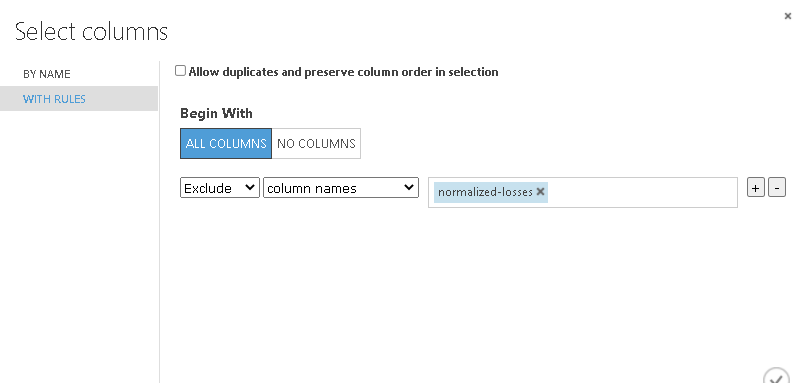 Select columns
BY NAME
WITH RULES
Allow duplicates and preserve column order in selection
Begin With
ALL COLUMNS NO COLUMNS
Exclude column names normalized-losses × + -